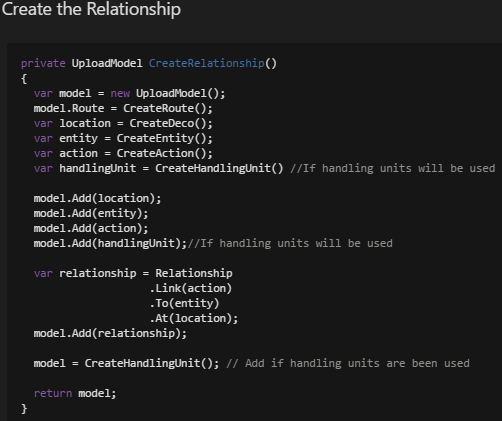 Create the Relationship
private UploadModel CreateRelationship()
{
var model = new UploadModel();
model.Route = CreateRoute();
var location = CreateDeco();
var entity = CreateEntity();
var action = CreateAction();
var handlingUnit = CreateHandlingUnit() //If handling units will be used
model.Add(location);
model.Add(entity);
model.Add(action);
model.Add(handlingUnit);//If handling units will be used
var relationship = Relationship
.Link(action)
.To(entity)
.At(location);
model.Add(relationship);
model = CreateHandlingUnit(); // Add if handling units are been used
return model;
}